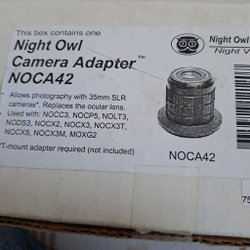 This box contains one
Night Owl
Camera Adapter™
NOCA42
• Allows photography with 35mm SLR
cameras*. Replaces the ocular lens.
• Used with: NOCC3, NOCP5, NOLT3,
NODS3, NOCX2, NOCX3, NOCX3T,
NOCX5, NOCX3M, MOXG2
*T-mount adapter required (not included)
NOCA42
Night Owl
Night V
75